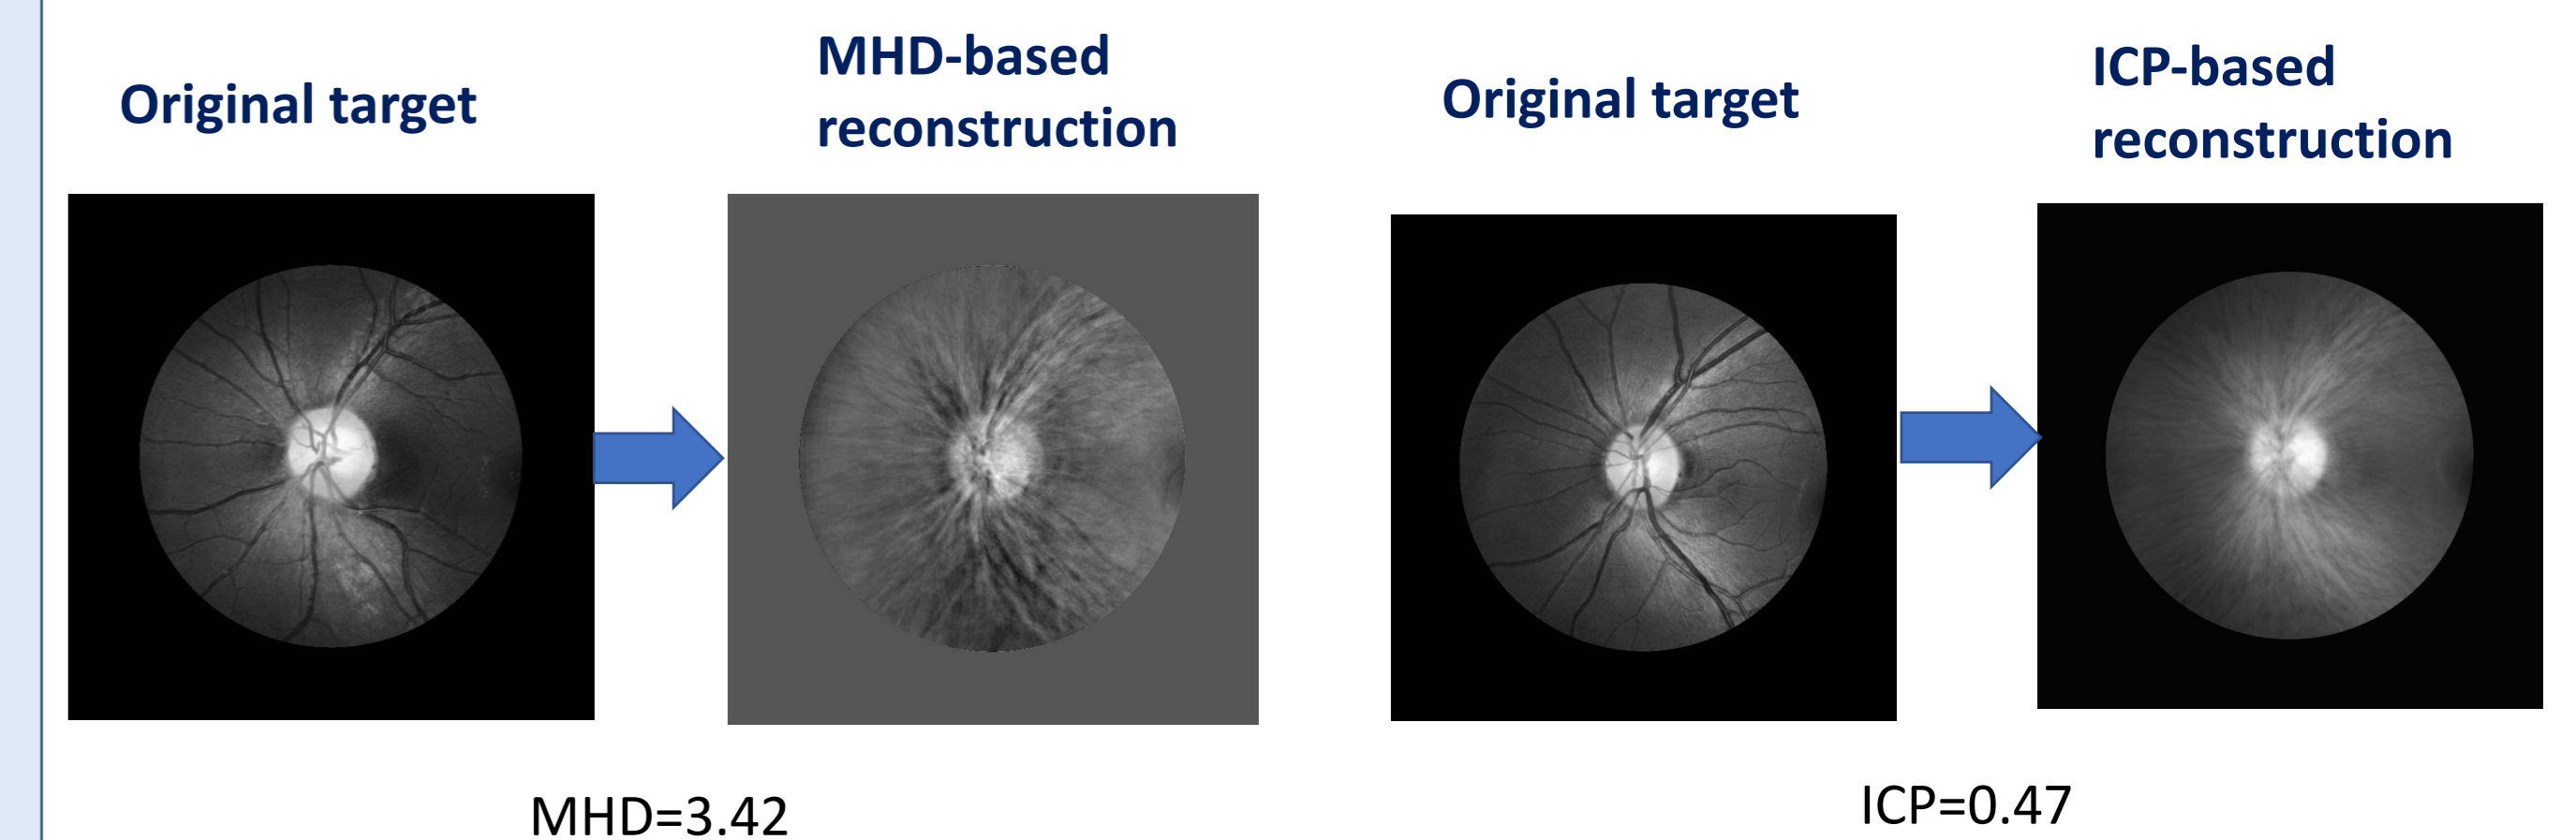 Original target
MHD-based
reconstruction
Original target
ICP-based
reconstruction
MHD=3.42
ICP=0.47